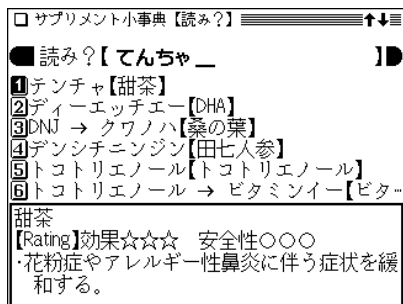 サプリメント小事典【読み?】
読み?【てんちゃ_ 】
1テンチャ【甜茶】
2ディーエッチエー【DHA】
3DNJ → クワノハ【桑の葉】
4デンシチニンジン【田七人参】
5トコトリエノール【トコトリエノール】
6トコトリエノール → ビタミンイー【ビタ…
甜茶
【Rating】効果☆☆☆ 安全性○○○
・花粉症やアレルギー性鼻炎に伴う症状を緩
和する。